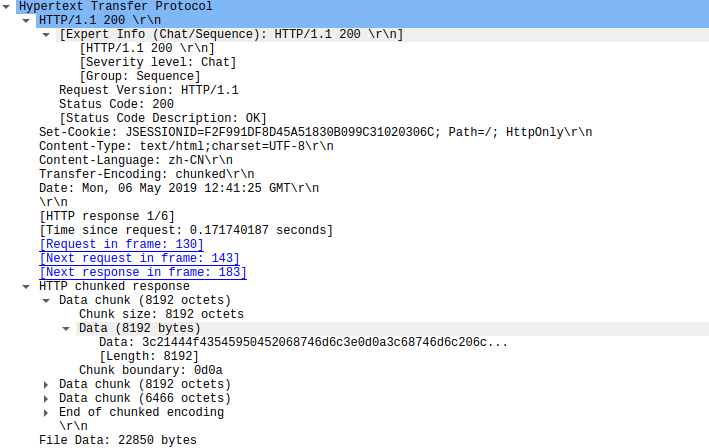 Hypertext Transfer Protocol
HTTP/1.1 200 \r\n
[Expert Info (Chat/Sequence): HTTP/1.1 200 \r\n]
[HTTP/1.1 200 \r\n]
[Severity level: Chat]
[Group: Sequence]
Request Version: HTTP/1.1
Status Code: 200
[Status Code Description: OK]
Set-Cookie: JSESSIONID=F2F991DF8D45A51830B099C31020306C; Path=/; HttpOnly\r\n
Content-Type: text/html;charset=UTF-8\r\n
Content-Language: zh-CN\r\n
Transfer-Encoding: chunked\r\n
Date: Mon, 06 May 2019 12:41:25 GMT\r\n
\r\n
[HTTP response 1/6]
[Time since request: 0.171740187 seconds]
[Request in frame: 130]
[Next request in frame: 143]
[Next response in frame: 183]
HTTP chunked response
Data chunk (8192 octets)
Chunk size: 8192 octets
Data (8192 bytes)
Data: 3c21444f43545950452068746d6c3e0d0a3c68746d6c206c...
[Length: 8192]
Chunk boundary: 0d0a
Data chunk (8192 octets)
Data chunk (6466 octets)
End of chunked encoding
\r\n
File Data: 22850 bytes